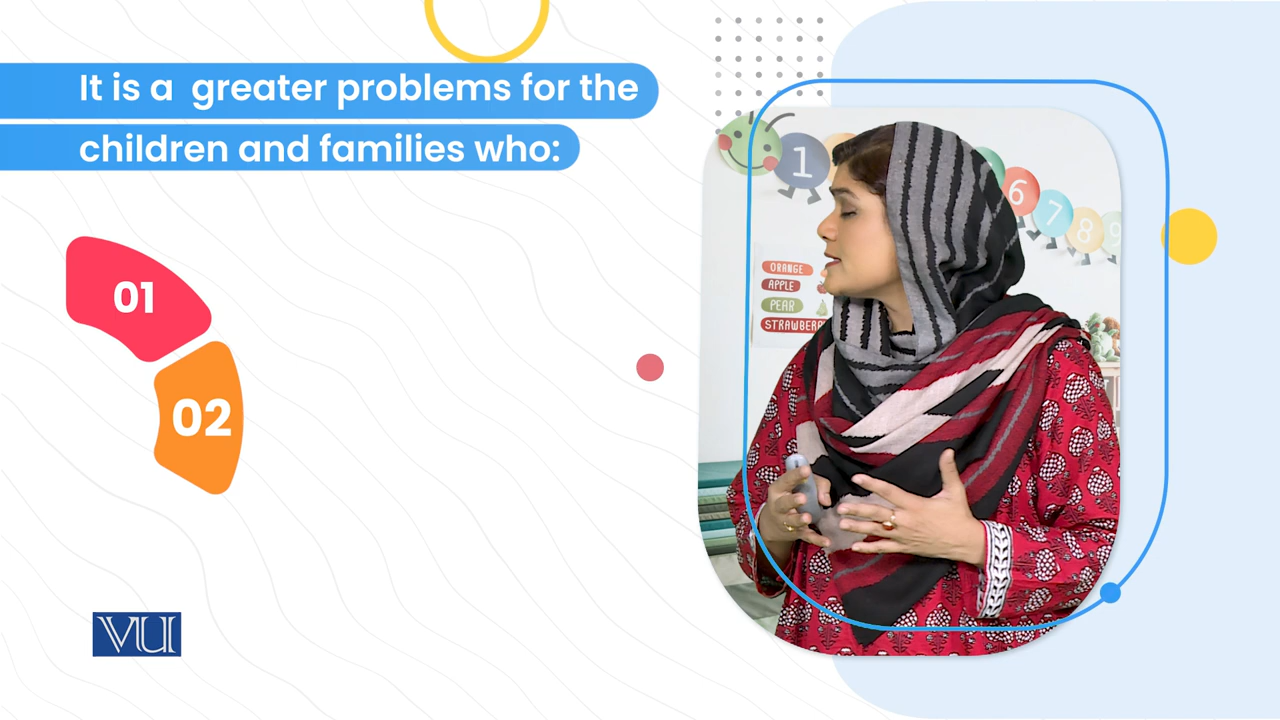 It is a greater problems for the
children and families who:
01
02
1
6
7
8
9
ORANGE
APPLE
PEAR
VU